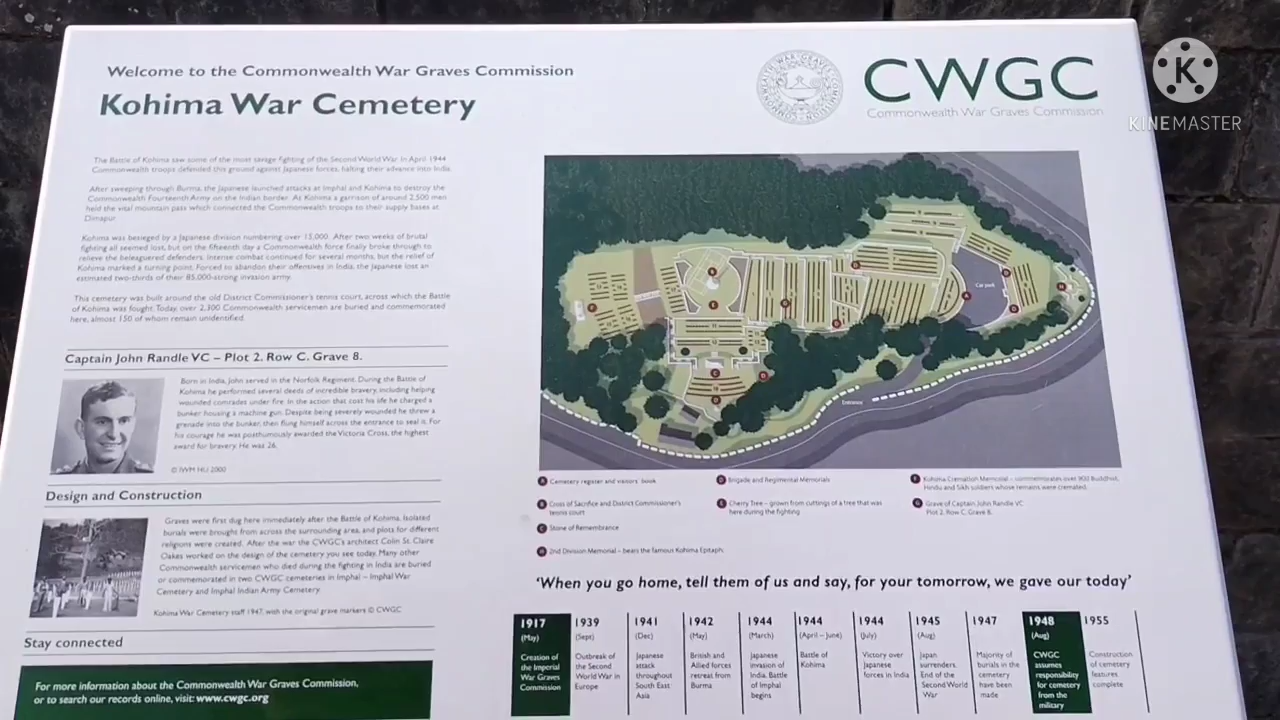 Welcome to the Commonwealth War Graves Commission
Kohima War Cemetery
CWGC
Commonwealth War Graves Commission
KINEMASTER
The Battle of Kohima saw some of the most savage fighting of the Second World War. In April 1944
Commonwealth troops defended this ground against Japanese forces, halting their advance into India.
After sweeping through Burma, the Japanese launched attacks at Imphal and Kohima to destroy the
Commonwealth Fourteenth Army on the Indian border. At Kohima a garrison of around 2,500 men
held the vital mountain pass which connected the Commonwealth troops to their supply bases at
Dimapur.
Kohima was besieged by a Japanese division numbering over 15,000. After two weeks of brutal
fighting all seemed lost, but on the fifteenth day a Commonwealth force finally broke through to
relieve the beleaguered defenders. Intense combat continued for several months, but the relief of
Kohima marked a turning point. Forced to abandon their offensives in India, the Japanese lost an
estimated two-thirds of their 85,000-strong invasion army.
This cemetery was built around the old District Commissioner's tennis court, across which the Battle
of Kohima was fought. Today, over 2,300 Commonwealth servicemen are buried and commemorated
here, almost 150 of whom remain unidentified.
Captain John Randle VC – Plot 2. Row C. Grave 8.
Born in India, John served in the Norfolk Regiment. During the Battle of
Kohima he performed several deeds of incredible bravery, including helping
wounded comrades under fire. In the action that cost his life he charged a
bunker housing a machine gun. Despite being severely wounded he threw a
grenade into the bunker, then flung himself across the entrance to seal it. For
his courage he was posthumously awarded the Victoria Cross, the highest
award for bravery. He was 26.
© IWM HU 2000
Design and Construction
Graves were first dug here immediately after the Battle of Kohima. Isolated
burials were brought from across the surrounding area, and plots for different
religions were created. After the war the CWGC's architect Colin St. Claire
Oakes worked on the design of the cemetery you see today. Many other
Commonwealth servicemen who died during the fighting in India are buried
or commemorated in two CWGC cemeteries in Imphal – Imphal War
Cemetery and Imphal Indian Army Cemetery.
Kohima War Cemetery staff 1947, with the original grave markers © CWGC
Stay connected
For more information about the Commonwealth War Graves Commission,
or to search our records online, visit: www.cwgc.org
Car park
Entrance
A Cemetery register and visitors' book
B Cross of Sacrifice and District Commissioner's
tennis court
C Stone of Remembrance
H 2nd Division Memorial – bears the famous Kohima Epitaph
D Brigade and Regimental Memorials
E Cherry Tree – grown from cuttings of a tree that was
here during the fighting
F Kohima Cremation Memorial – commemorates over 900 Buddhist,
Hindu and Sikh soldiers whose remains were cremated.
G Grave of Captain John Randle VC
Plot 2, Row C, Grave 8.
'When you go home, tell them of us and say, for your tomorrow, we gave our today'
1917
(May)
Creation of
the Imperial
War Graves
Commission
1939
(Sept)
Outbreak of
the Second
World War in
Europe
1941
(Dec)
Japanese
attack
throughout
South East
Asia
1942
(May)
British and
Allied forces
retreat from
Burma
1944
(March)
Japanese
invasion of
India. Battle
of Imphal
begins
1944
(April – June)
Battle of
Kohima
1944
(July)
Victory over
Japanese
forces in India
1945
(Aug)
Japan
surrenders.
End of the
Second World
War
1947
Majority of
burials in the
cemetery
have been
made
1948
(Aug)
CWGC
assumes
responsibility
for cemetery
from the
military
1955
Construction
of cemetery
features
complete